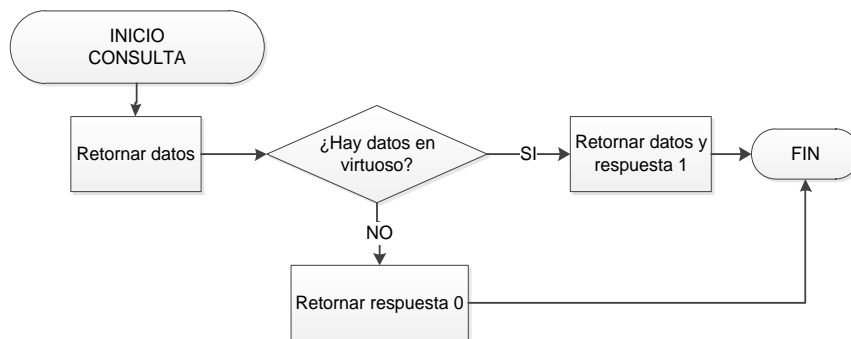 INICIO
CONSULTA
Retornar datos
¿Hay datos en
virtuoso?
SI
Retornar datos y
respuesta 1
FIN
NO
Retornar respuesta 0